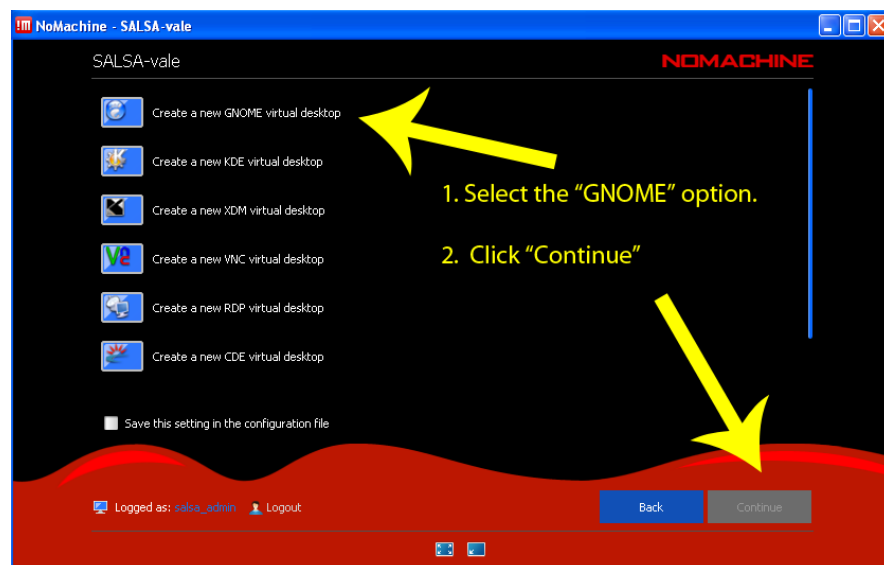 NoMachine - SALSA-vale
SALSA-vale
NOMACHINE
Create a new GNOME virtual desktop
Create a new KDE virtual desktop
1. Select the “GNOME” option.
Create a new XDM virtual desktop
2. Click “Continue”
Create a new VNC virtual desktop
Create a new RDP virtual desktop
Create a new CDE virtual desktop
Save this setting in the configuration file
Logged as: salsa_admin Logout
Back
Continue